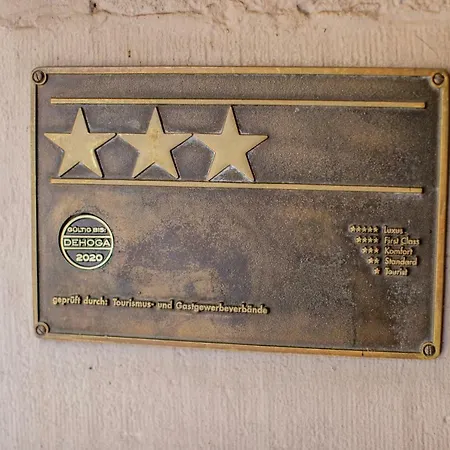 GÜLTIG BIS:
DEHOGA
2020
★★★★★ Luxus
★★★★ First Class
★★★ Komfort
★★ Standard
★ Tourist
geprüft durch: Tourismus- und Gastgewerbeverbände